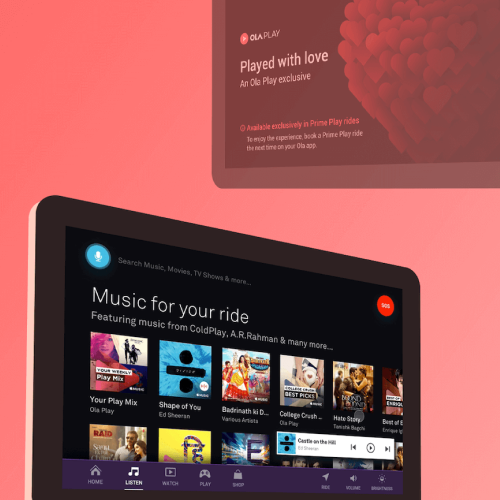 OLA PLAY
Played with love
An Ola Play exclusive
Available exclusively in Prime Play rides
To enjoy the experience, book a Prime Play ride
the next time on your Ola app.
Search Music, Movies, TV Shows & more...
SOS
Music for your ride
Featuring music from ColdPlay, A.R.Rahman & many more...
YOUR WEEKLY
Play Mix
DIVIDE
COLLEGE CRUSH
BEST PICKS
Your Play Mix
Ola Play
Shape of You
Ed Sheeran
Badrinath ki D...
Various Artists
College Crush ...
Ola Play
Hate Story
Tanishk Bagchi
Best of E
Enrique Ig
Castle on the Hill
Ed Sheeran
HOME
LISTEN
WATCH
PLAY
SHOP
RIDE
VOLUME
BRIGHTNESS